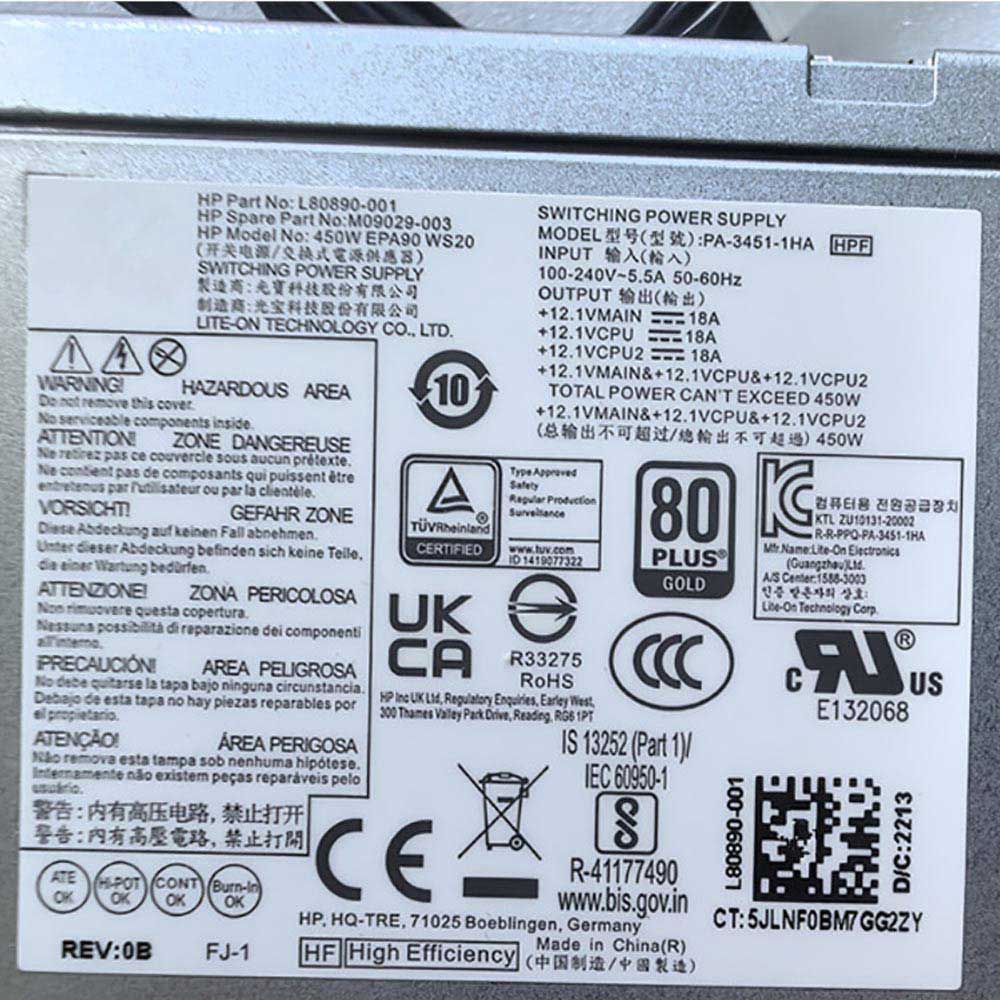 HP Part No: L80890-001
HP Spare Part No:M09029-003
HP Model No: 450W EPA90 WS20
(开关电源/交换式電源供應器)
SWITCHING POWER SUPPLY
製造商:光寶科技股份有限公司
制造商:光宝科技股份有限公司
LITE-ON TECHNOLOGY CO., LTD.
SWITCHING POWER SUPPLY
MODEL型号(型號):PA-3451-1HA HPF
INPUT 输入(輸入)
100-240V~5.5A 50-60Hz
OUTPUT 输出(輸出)
+12.1VMAIN ⎓ 18A
+12.1VCPU ⎓ 18A
+12.1VCPU2 ⎓ 18A
+12.1VMAIN&+12.1VCPU&+12.1VCPU2
TOTAL POWER CAN'T EXCEED 450W
+12.1VMAIN&+12.1VCPU&+12.1VCPU2
(总输出不可超过/總輸出不可超過) 450W
WARNING! HAZARDOUS AREA
Do not remove this cover.
No serviceable components inside.
ATTENTION! ZONE DANGEREUSE
Ne retirez pas ce couvercle sous aucun prétexte.
Ne contient pas de composants qui puissent être
entretenus par l'utilisateur ou par la clientèle.
VORSICHT! GEFAHR ZONE
Diese Abdeckung auf keinen Fall abnehmen.
Unter dieser Abdeckung befinden sich keine Teile,
die einer Wartung bedürfen.
ATTENZIONE! ZONA PERICOLOSA
Non rimuovere questa copertura.
Nessuna possibilità di reparazione dei componenti
all'interno.
¡PRECAUCIÓN! AREA PELIGROSA
No debe quitarse la tapa bajo ninguna circunstancia.
Debajo de esta tapa no hay piezas reparables por
el propietario.
ATENÇÃO! ÁREA PERIGOSA
Não remova esta tampa sob nenhuma hipótese.
Internamente não existem peças reparáveis pelo
usuário.
警告:内有高压电路,禁止打开
警告:內有高壓電路,禁止打開
10
TÜVRheinland®
CERTIFIED
Type Approved
Safety
Regular Production
Surveillance
www.tuv.com
ID 1419077322
80
PLUS®
GOLD
컴퓨터용 전원공급장치
KTL ZU10131-20002
R-R-PPQ-PA-3451-1HA
Mfr.Name:Lite-On Electronics
(Guangzhou)Ltd.
A/S Center:1588-3003
인증 받은자의 상호:
Lite-On Technology Corp.
UK
CA
R33275
RoHS
CCC
C RU® US
E132068
HP Inc UK Ltd, Regulatory Enquiries, Earley West,
300 Thames Valley Park Drive, Reading, RG6 1PT
IS 13252 (Part 1)/
IEC 60950-1
R-41177490
www.bis.gov.in
CE
L80890-001
D/C:2213
CT: 5JLNF0BM7GG2ZY
ATE
OK
Hi-POT
OK
CONT
OK
Burn-In
OK
REV:0B FJ-1
HP, HQ-TRE, 71025 Boeblingen, Germany
HF High Efficiency
Made in China(R)
(中国制造/中國製造)